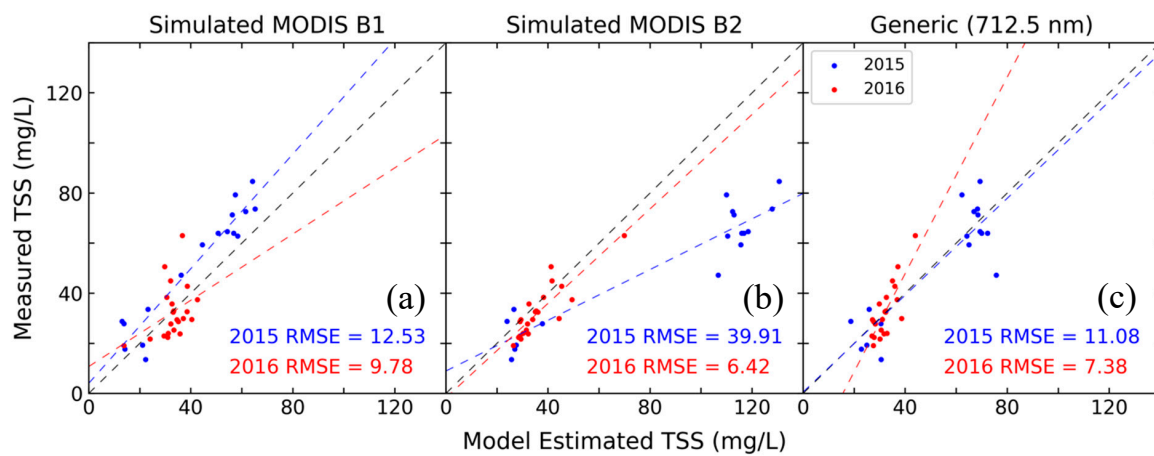 Simulated MODIS B1 Simulated MODIS B2 Generic (712.5 nm)
Measured TSS (mg/L)
120
80
40
0
2015
2016
(a) (b) (c)
2015 RMSE = 12.53 2015 RMSE = 39.91 2015 RMSE = 11.08
2016 RMSE = 9.78 2016 RMSE = 6.42 2016 RMSE = 7.38
0 40 80 120 0 40 80 120 0 40 80 120
Model Estimated TSS (mg/L)